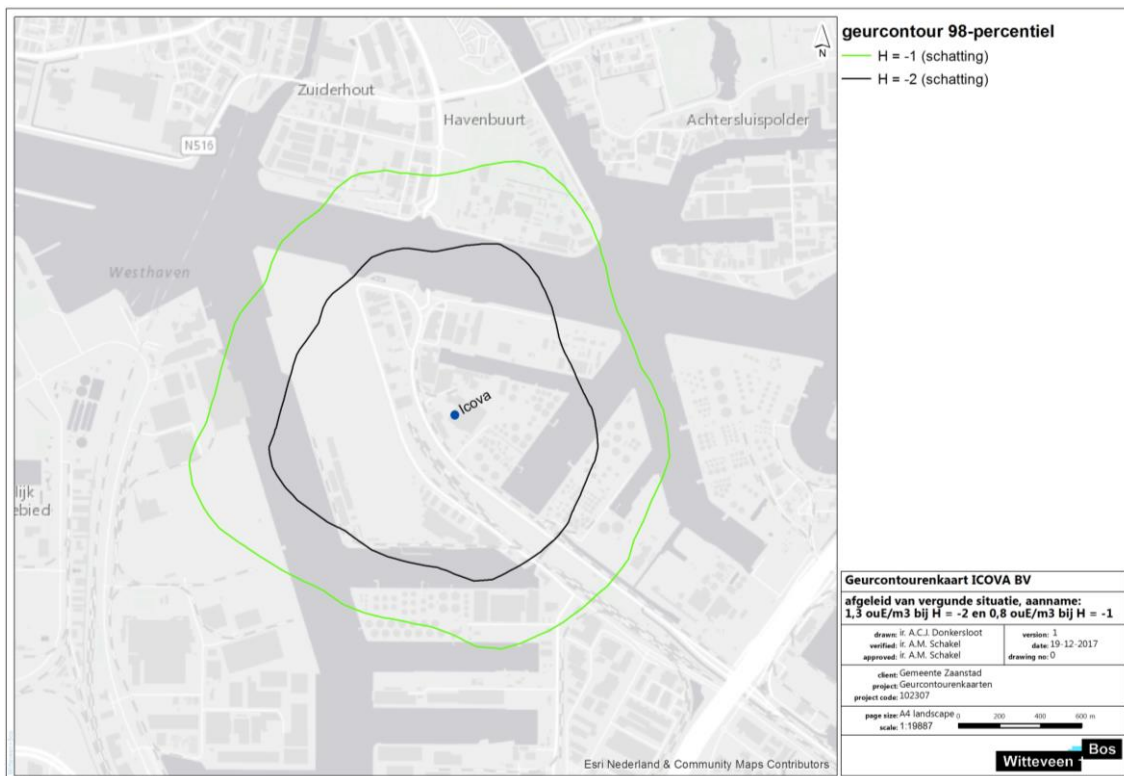 geurcontour 98-percentiel
H = -1 (schatting)
H = -2 (schatting)
N
Zuiderhout
Havenbuurt
Achtersluispolder
N516
Westhaven
Icova
lijk
ebied
Esri Nederland & Community Maps Contributors
Geurcontourenkaart ICOVA BV
afgeleid van vergunde situatie, aanname:
1,3 ouE/m3 bij H = -2 en 0,8 ouE/m3 bij H = -1
drawn: ir. A.C.J. Donkersloot
verified: ir. A.M. Schakel
approved: ir. A.M. Schakel
version: 1
date: 19-12-2017
drawing no: 0
client: Gemeente Zaanstad
project: Geurcontourenkaarten
project code: 102307
page size: A4 landscape
scale: 1:19887
0 200 400 600 m
Witteveen + Bos